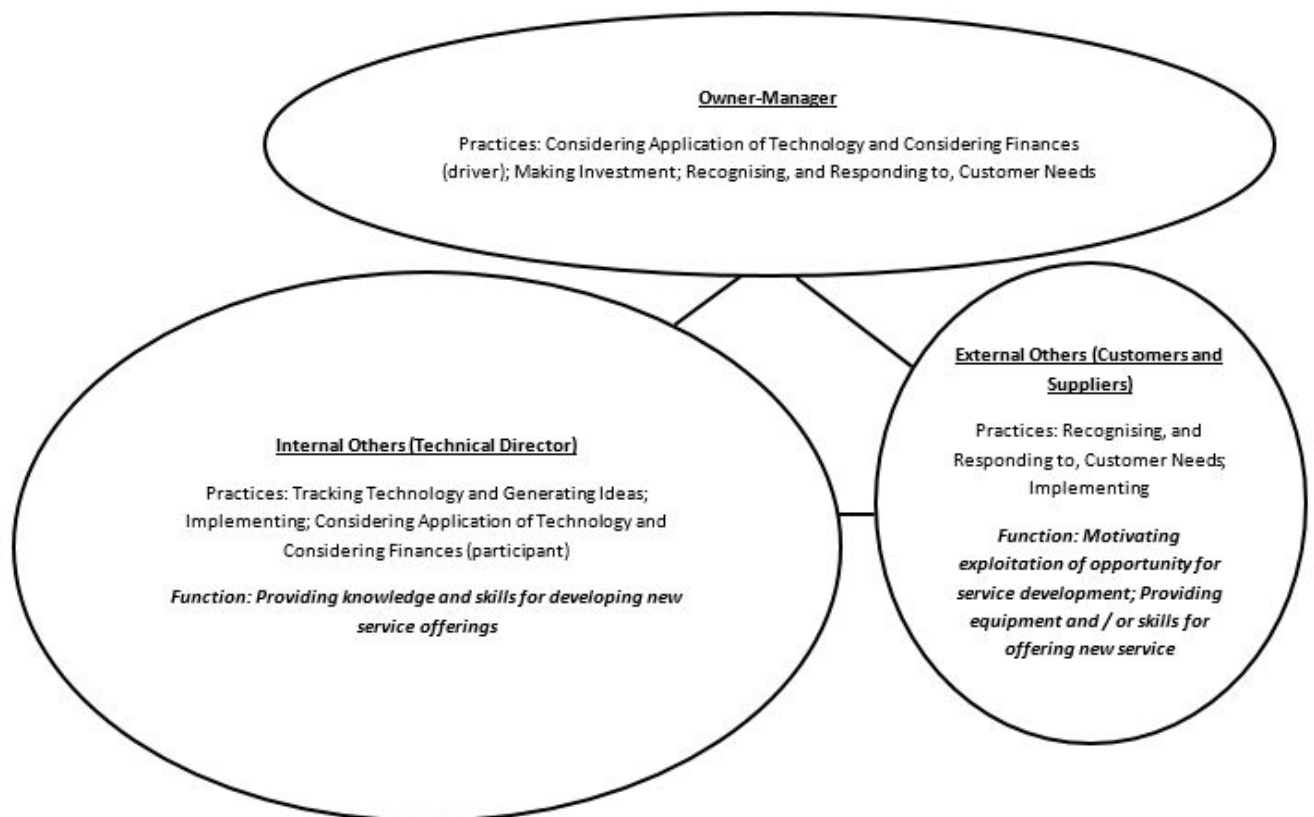 Owner-Manager
Practices: Considering Application of Technology and Considering Finances
(driver); Making Investment; Recognising, and Responding to, Customer Needs
Internal Others (Technical Director)
Practices: Tracking Technology and Generating Ideas;
Implementing; Considering Application of Technology and
Considering Finances (participant)
Function: Providing knowledge and skills for developing new
service offerings
External Others (Customers and
Suppliers)
Practices: Recognising, and
Responding to, Customer Needs;
Implementing
Function: Motivating
exploitation of opportunity for
service development; Providing
equipment and / or skills for
offering new service